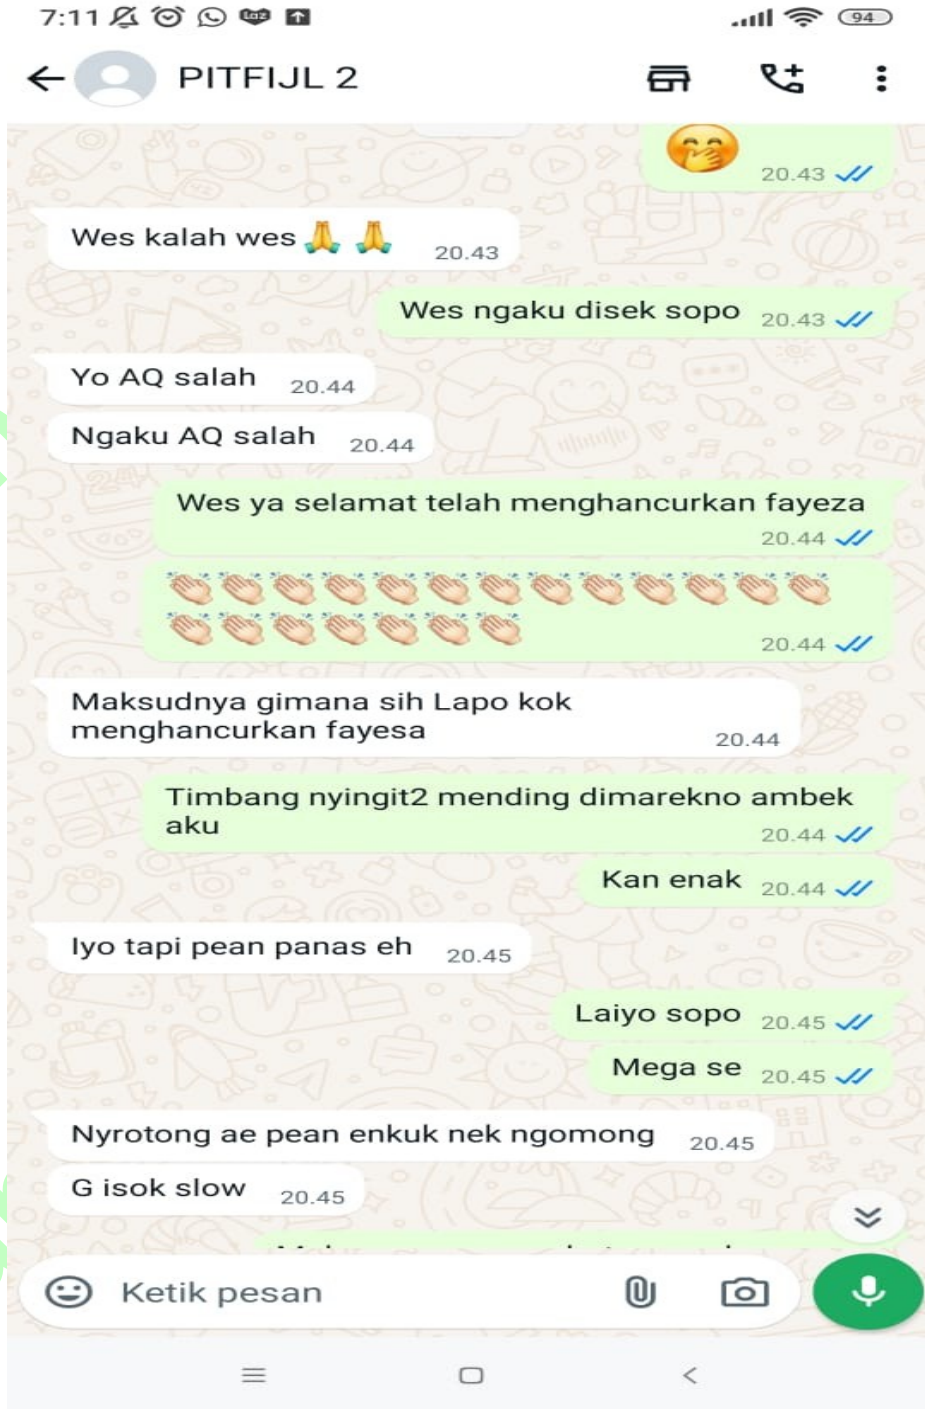 7:11
Laz
94
PITFIJL 2
20.43
Wes kalah wes 🙏 🙏 20.43
Wes ngaku disek sopo 20.43
Yo AQ salah 20.44
Ngaku AQ salah 20.44
Wes ya selamat telah menghancurkan fayeza
20.44
20.44
Maksudnya gimana sih Lapo kok
menghancurkan fayesa 20.44
Timbang nyingit2 mending dimarekno ambek
aku 20.44
Kan enak 20.44
Iyo tapi pean panas eh 20.45
Laiyo sopo 20.45
Mega se 20.45
Nyrotong ae pean enkuk nek ngomong 20.45
G isok slow 20.45
Ketik pesan